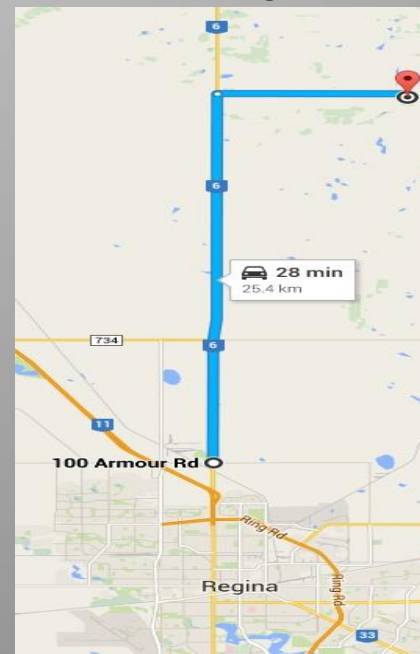 6
6
28 min
25.4 km
734
6
11
100 Armour Rd
Ring Rd
Regina
Ring Rd
33